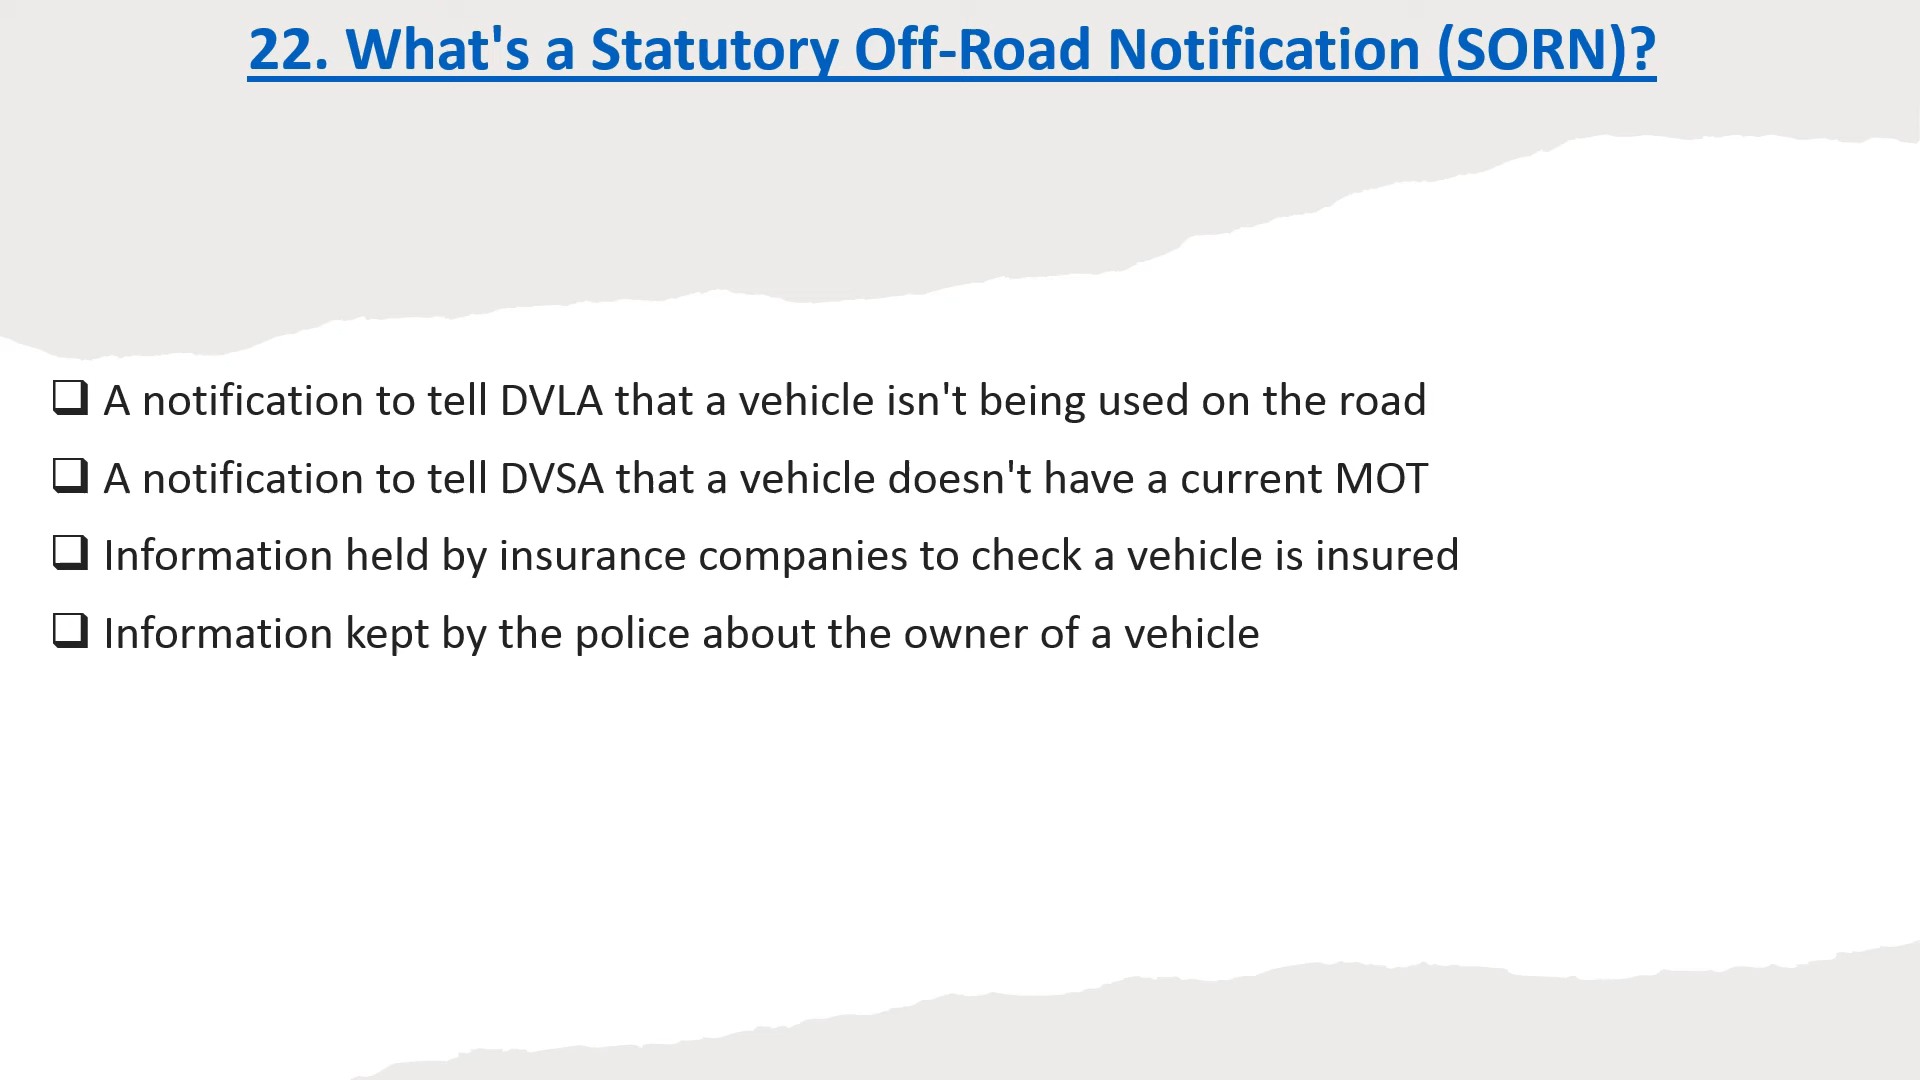 22. What's a Statutory Off-Road Notification (SORN)?
❑ A notification to tell DVLA that a vehicle isn't being used on the road
❑ A notification to tell DVSA that a vehicle doesn't have a current MOT
❑ Information held by insurance companies to check a vehicle is insured
❑ Information kept by the police about the owner of a vehicle